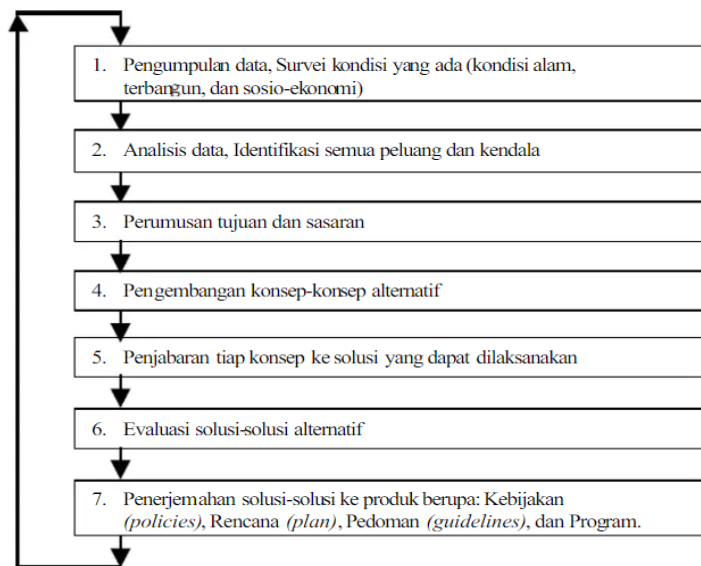 1. Pengumpulan data, Survei kondisi yang ada (kondisi alam,
terbangun, dan sosio-ekonomi)
2. Analisis data, Identifikasi semua peluang dan kendala
3. Perumusan tujuan dan sasaran
4. Pengembangan konsep-konsep alternatif
5. Penjabaran tiap konsep ke solusi yang dapat dilaksanakan
6. Evaluasi solusi-solusi alternatif
7. Penerjemahan solusi-solusi ke produk berupa: Kebijakan
(policies), Rencana (plan), Pedoman (guidelines), dan Program.